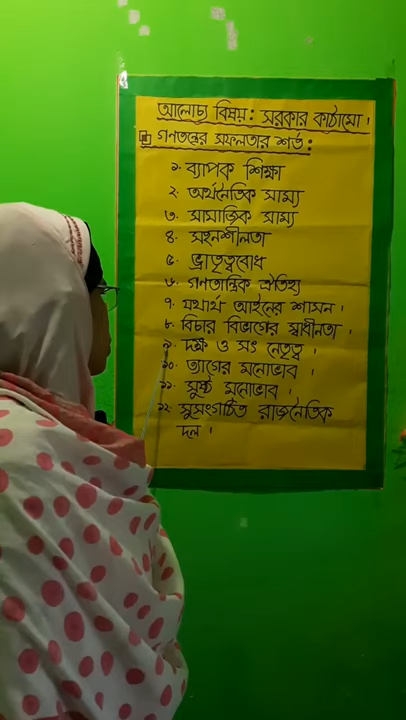 আলোচ্য বিষয়: সরকার কাঠামো।
গণতন্ত্রের সফলতার শর্ত:
১. ব্যাপক শিক্ষা
২. অর্থনৈতিক সাম্য
৩. সামাজিক সাম্য
৪. সহনশীলতা
৫. ভ্রাতৃত্ববোধ
৬. গণতান্ত্রিক ঐতিহ্য
৭. যথার্থ আইনের শাসন।
৮. বিচার বিভাগের স্বাধীনতা।
৯. দক্ষ ও সৎ নেতৃত্ব।
১০. ত্যাগের মনোভাব।
১১. সুষ্ঠ মনোভাব।
১২. সুসংগঠিত রাজনৈতিক
দল।